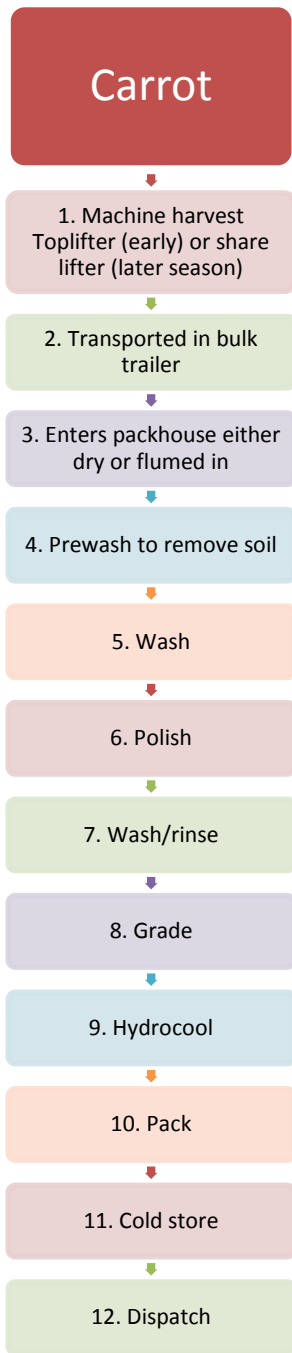 Carrot
1. Machine harvest
Toplifter (early) or share
lifter (later season)
2. Transported in bulk
trailer
3. Enters packhouse either
dry or flumed in
4. Prewash to remove soil
5. Wash
6. Polish
7. Wash/rinse
8. Grade
9. Hydrocool
10. Pack
11. Cold store
12. Dispatch